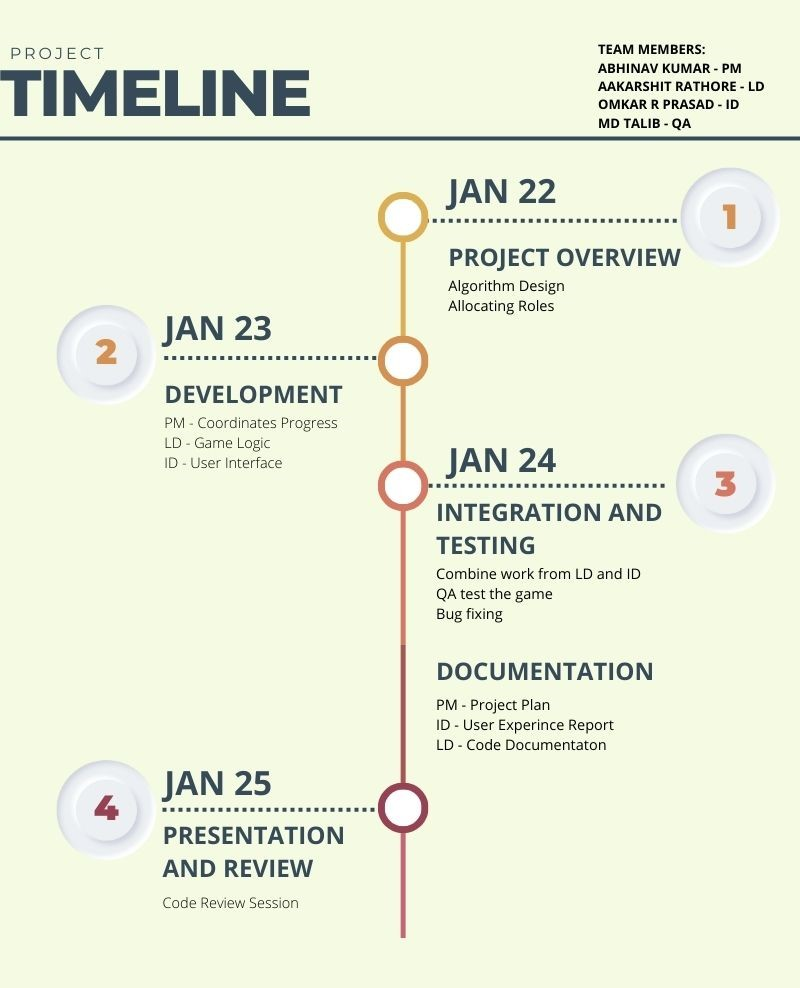 PROJECT
TIMELINE
TEAM MEMBERS:
ABHINAV KUMAR - PM
AAKARSHIT RATHORE - LD
OMKAR R PRASAD - ID
MD TALIB - QA
JAN 22
1
PROJECT OVERVIEW
Algorithm Design
Allocating Roles
JAN 23
2
DEVELOPMENT
PM - Coordinates Progress
LD - Game Logic
ID - User Interface
JAN 24
3
INTEGRATION AND
TESTING
Combine work from LD and ID
QA test the game
Bug fixing
DOCUMENTATION
PM - Project Plan
ID - User Experince Report
LD - Code Documentaton
JAN 25
4
PRESENTATION
AND REVIEW
Code Review Session